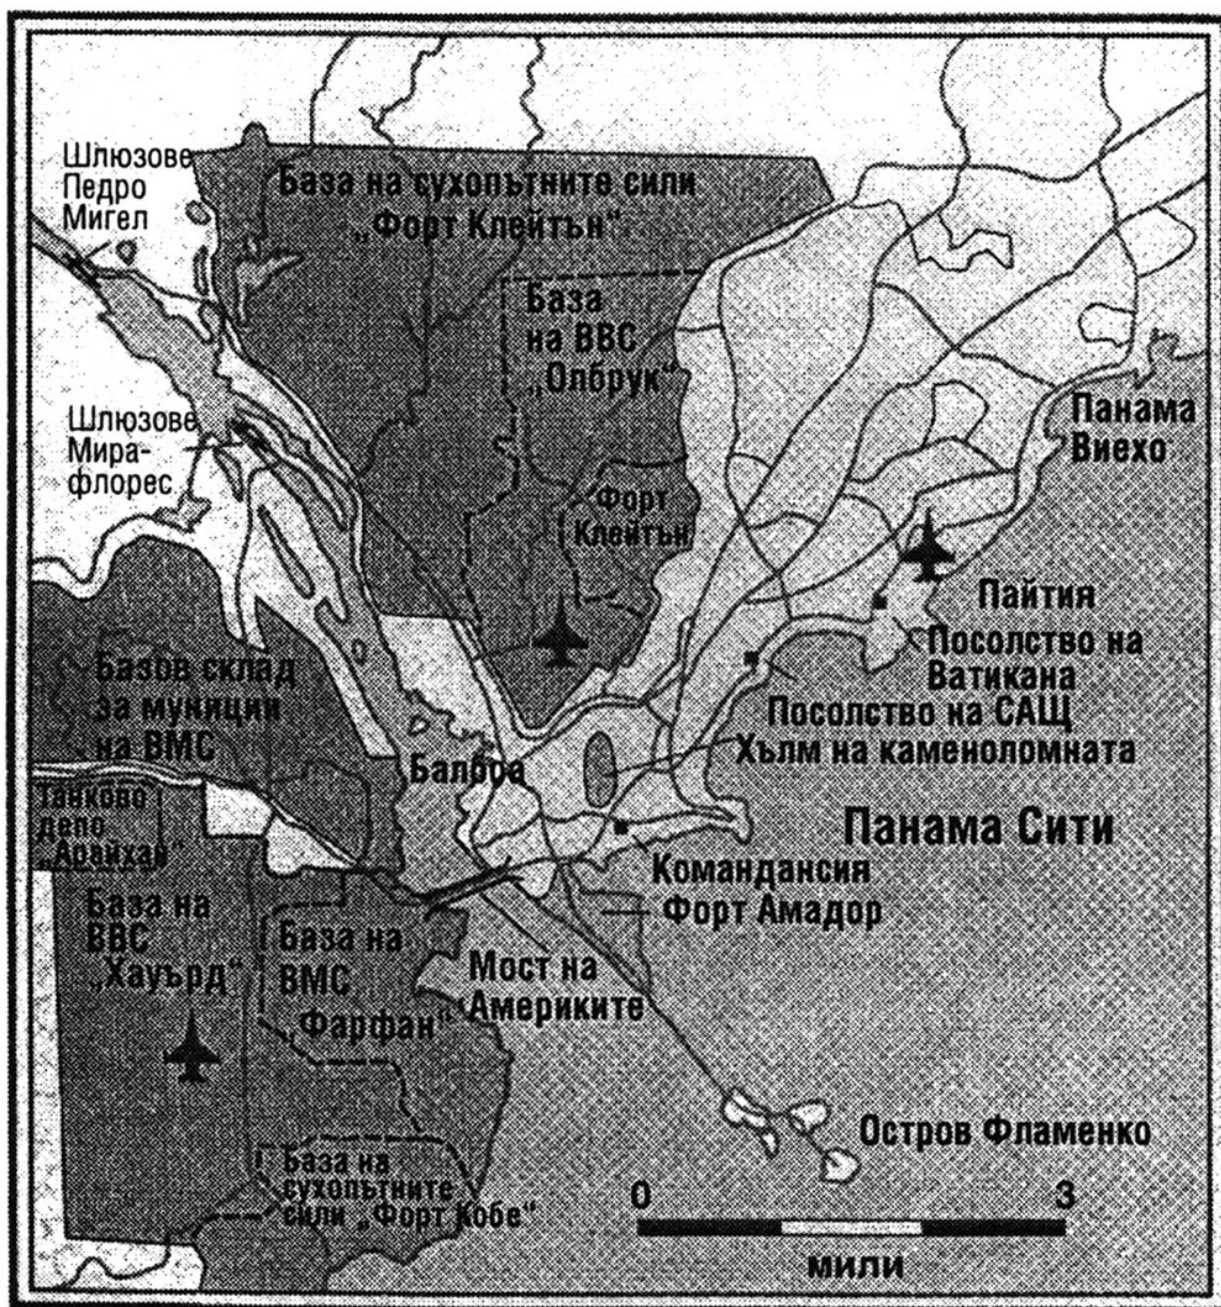 Шлюзове
Педро
Мигел
База на сухопътните сили
„Форт Клейтън“
База
на ВВС
„Олбрук“
Шлюзове
Мира-
флорес
Панама
Виехо
Форт
Клейтън
Пайтия
Посолство на
Ватикана
Посолство на САЩ
Хълм на каменоломната
Базов склад
за муниции
на ВМС
Балбоа
Танково
депо
„Арайхан“
Панама Сити
Командансия
Форт Амадор
База на
ВВС
„Хауърд“
База на
ВМС
„Фарфан“
Мост на
Америките
Остров Фламенко
База на
сухопътните
сили „Форт Кобе“
0 3
мили